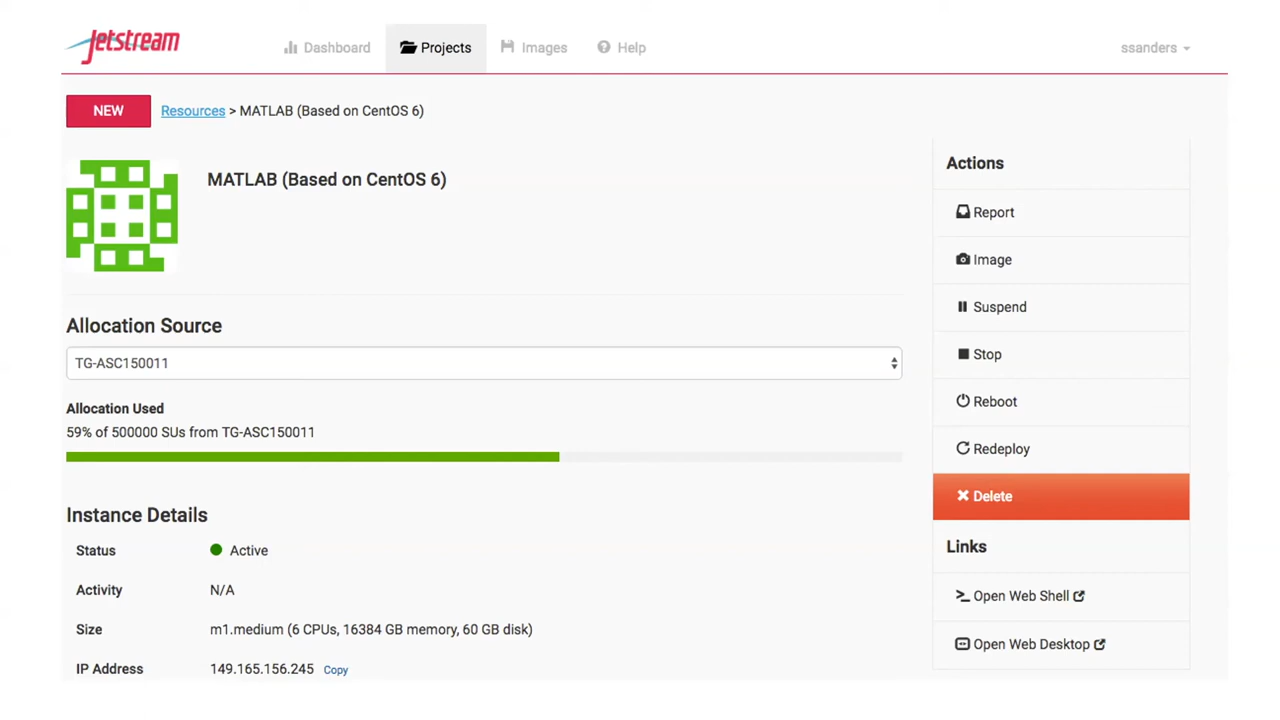 Jetstream
Dashboard
Projects
Images
Help
ssanders
NEW
Resources > MATLAB (Based on CentOS 6)
MATLAB (Based on CentOS 6)
Allocation Source
TG-ASC150011
Allocation Used
59% of 500000 SUs from TG-ASC150011
Instance Details
Status Active
Activity N/A
Size m1.medium (6 CPUs, 16384 GB memory, 60 GB disk)
IP Address 149.165.156.245 Copy
Actions
Report
Image
Suspend
Stop
Reboot
Redeploy
Delete
Links
Open Web Shell
Open Web Desktop